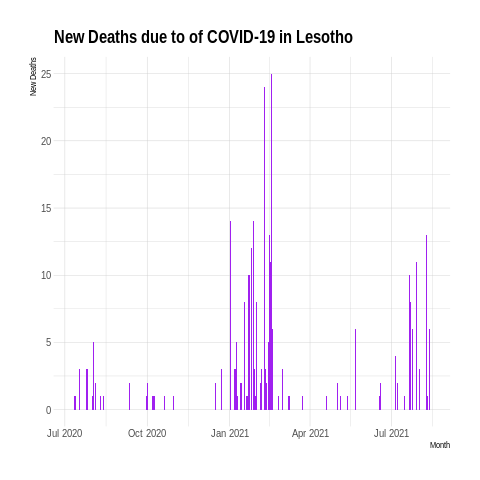 New Deaths due to of COVID-19 in Lesotho
New Deaths
25
20
15
10
5
0
Jul 2020 Oct 2020 Jan 2021 Apr 2021 Jul 2021
Month